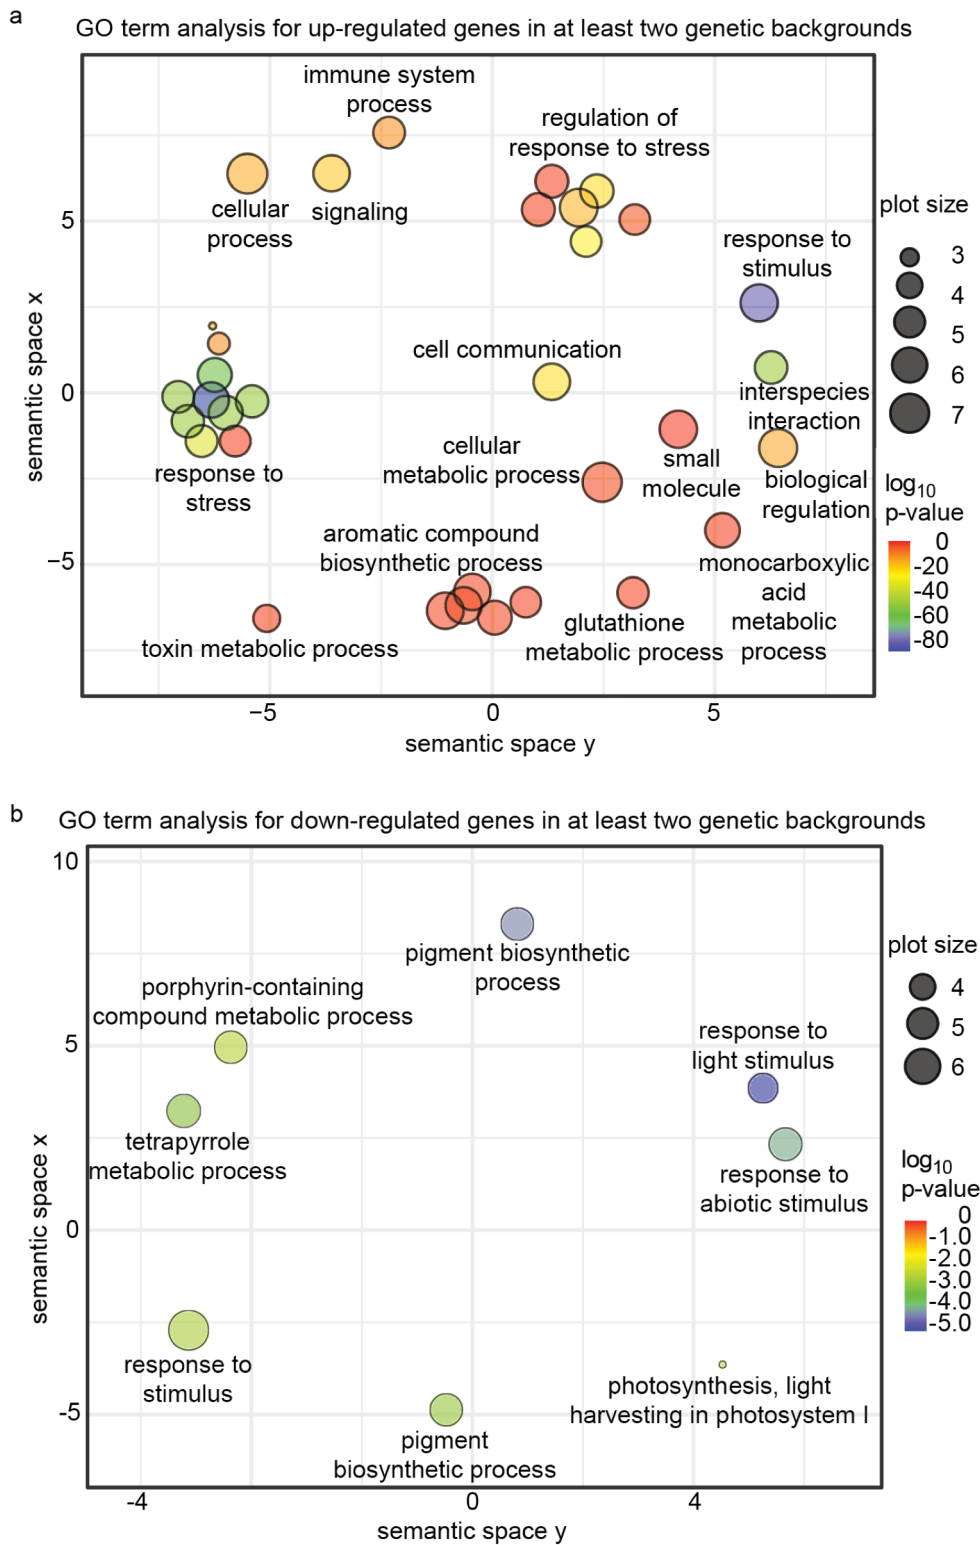 a
GO term analysis for up-regulated genes in at least two genetic backgrounds
immune system
process
regulation of
response to stress
cellular
process
signaling
response to
stimulus
cell communication
interspecies
interaction
cellular
metabolic process
small
molecule
biological
regulation
response to
stress
aromatic compound
biosynthetic process
monocarboxylic
acid
metabolic
process
glutathione
metabolic process
toxin metabolic process
5
0
−5
semantic space x
−5
0
5
semantic space y
plot size
3
4
5
6
7
log10
p-value
0
-20
-40
-60
-80
b
GO term analysis for down-regulated genes in at least two genetic backgrounds
pigment biosynthetic
process
porphyrin-containing
compound metabolic process
response to
light stimulus
tetrapyrrole
metabolic process
response to
abiotic stimulus
response to
stimulus
photosynthesis, light
harvesting in photosystem I
pigment
biosynthetic process
10
5
0
-5
semantic space x
-4
0
4
semantic space y
plot size
4
5
6
log10
p-value
0
-1.0
-2.0
-3.0
-4.0
-5.0